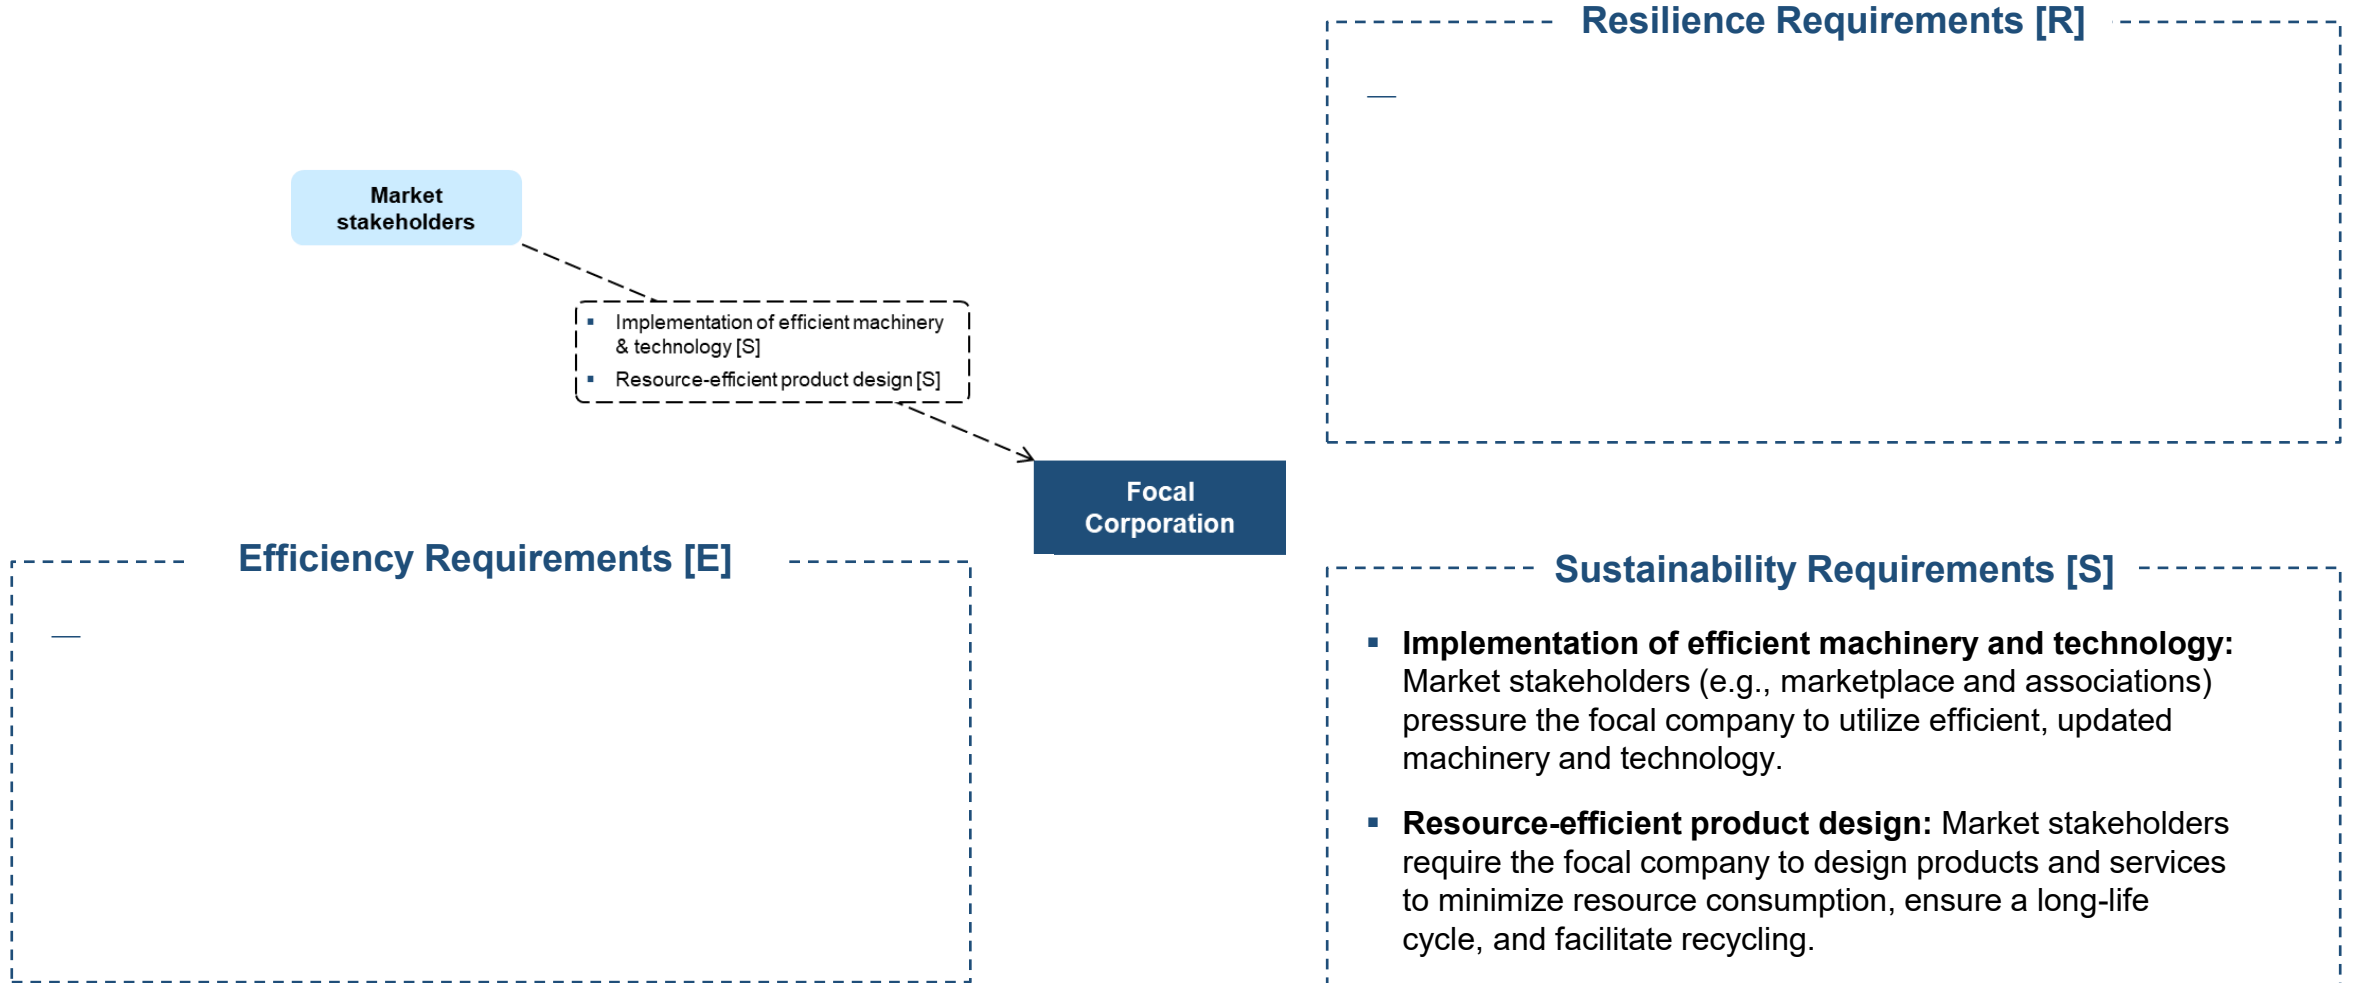 Resilience Requirements [R]
—
Market
stakeholders
▪ Implementation of efficient machinery
& technology [S]
▪ Resource-efficient product design [S]
Focal
Corporation
Efficiency Requirements [E]
—
Sustainability Requirements [S]
▪ Implementation of efficient machinery and technology:
Market stakeholders (e.g., marketplace and associations)
pressure the focal company to utilize efficient, updated
machinery and technology.
▪ Resource-efficient product design: Market stakeholders
require the focal company to design products and services
to minimize resource consumption, ensure a long-life
cycle, and facilitate recycling.